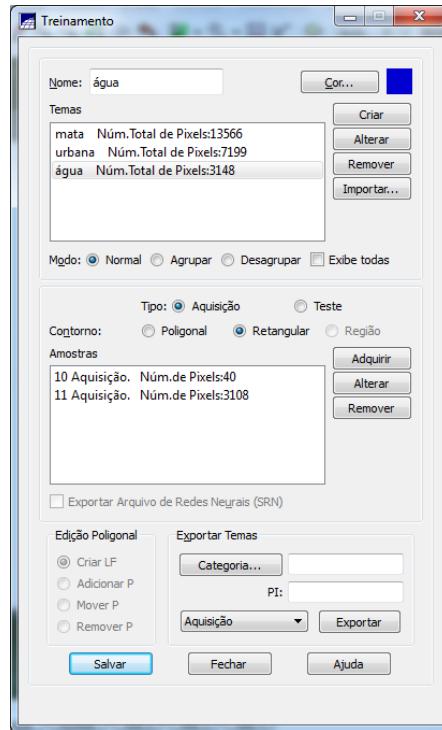 Treinamento
Nome: água Cor...
Temas
mata Núm.Total de Pixels:13566
urbana Núm.Total de Pixels:7199
água Núm.Total de Pixels:3148
Criar
Alterar
Remover
Importar...
Modo: Normal Agrupar Desagrupar Exibe todas
Tipo: Aquisição Teste
Contorno: Poligonal Retangular Região
Amostras
10 Aquisição. Núm.de Pixels:40
11 Aquisição. Núm.de Pixels:3108
Adquirir
Alterar
Remover
Exportar Arquivo de Redes Neurais (SRN)
Edição Poligonal
Criar LF
Adicionar P
Mover P
Remover P
Exportar Temas
Categoria...
PI:
Aquisição Exportar
Salvar Fechar Ajuda